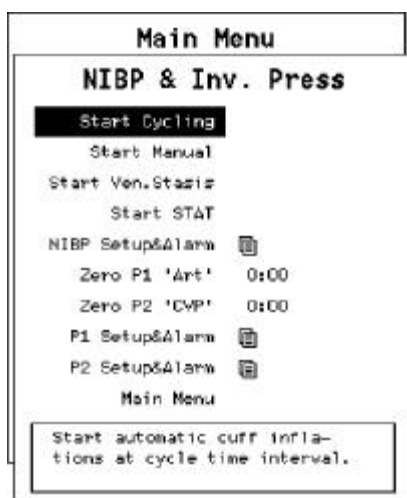 Main Menu
NIBP & Inv. Press
Start Cycling
Start Manual
Start Ven.Stasis
Start STAT
NIBP Setup&Alarm
Zero P1 'Art' 0:00
Zero P2 'CVP' 0:00
P1 Setup&Alarm
P2 Setup&Alarm
Main Menu
Start automatic cuff infla-
tions at cycle time interval.